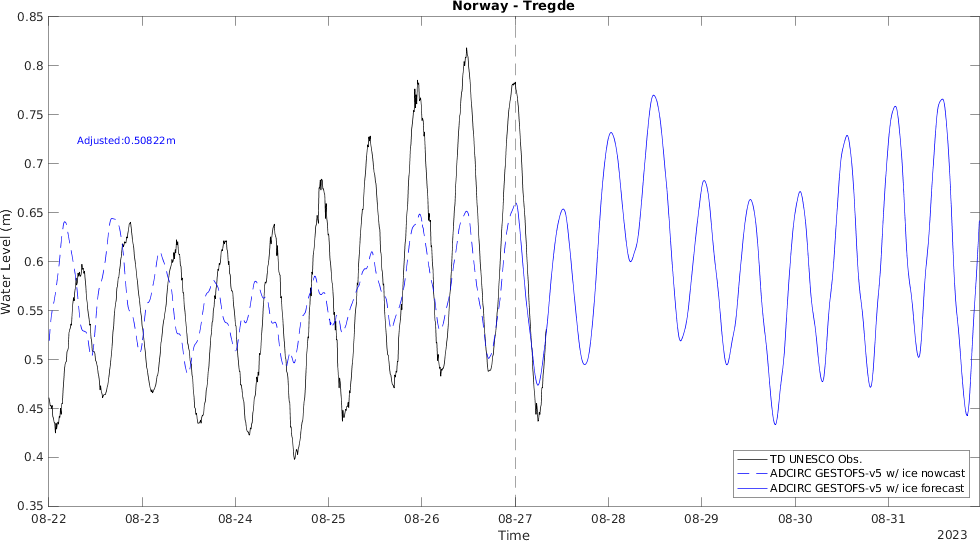 Norway - Tregde
0.85
0.8
0.75
0.7
0.65
0.6
0.55
0.5
0.45
0.4
0.35
Water Level (m)
Adjusted:0.50822m
TD UNESCO Obs.
ADCIRC GESTOFS-v5 w/ ice nowcast
ADCIRC GESTOFS-v5 w/ ice forecast
08-22 08-23 08-24 08-25 08-26 08-27 08-28 08-29 08-30 08-31
Time
2023